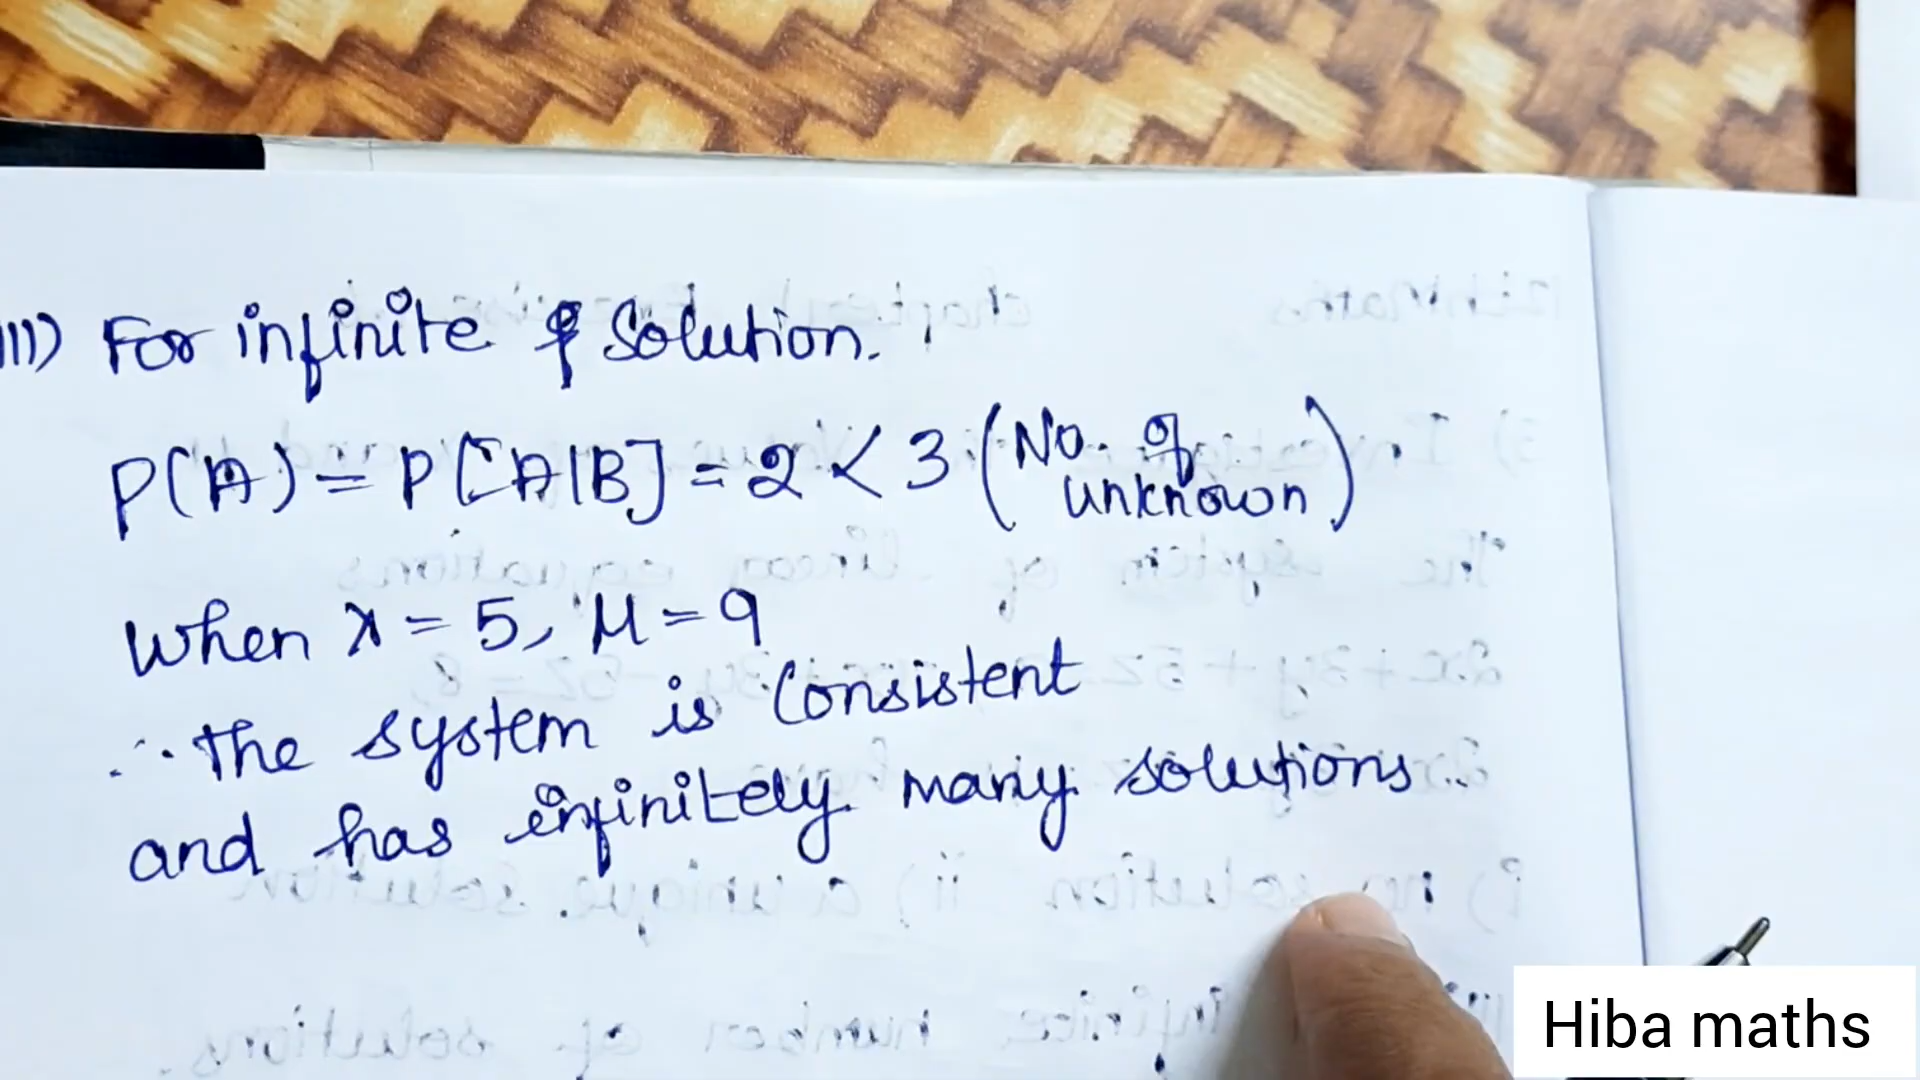 III) For infinite of Solution.
P(A) = P[A|B] = 2 < 3 (No. of unknown)
when λ = 5, μ = 9
∴ The system is Consistent
and has infinitely many solutions.
Hiba maths